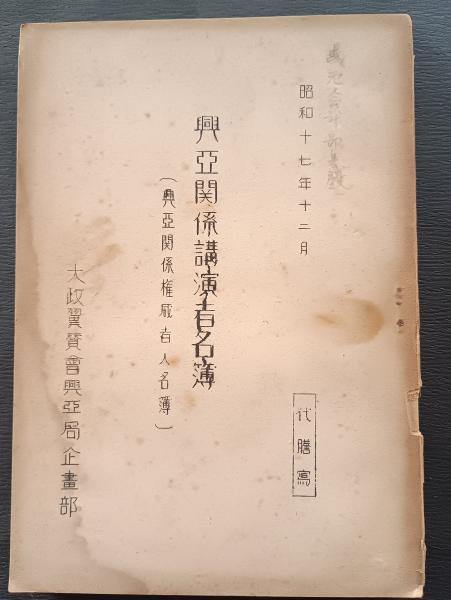 昭和十七年十二月
代謄寫
興亞関係講演者名簿
(興亞関係権威者人名簿)
大政翼賛會興亞局企畫部